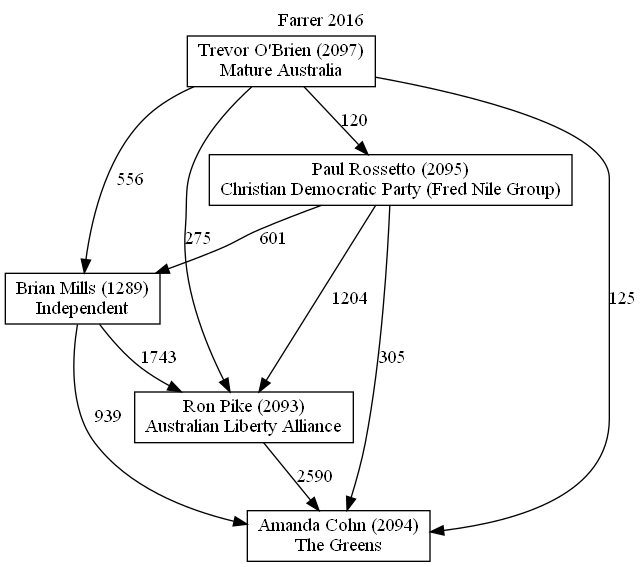 Farrer 2016
Trevor O'Brien (2097)
Mature Australia
120
Paul Rossetto (2095)
Christian Democratic Party (Fred Nile Group)
556
275
601
Brian Mills (1289)
Independent
1204
125
1743
305
Ron Pike (2093)
Australian Liberty Alliance
939
2590
Amanda Cohn (2094)
The Greens